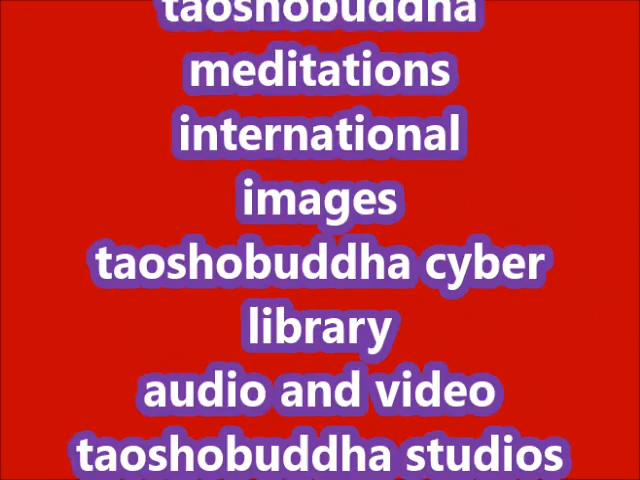 taoshobuddha
meditations
international
images
taoshobuddha cyber
library
audio and video
taoshobuddha studios